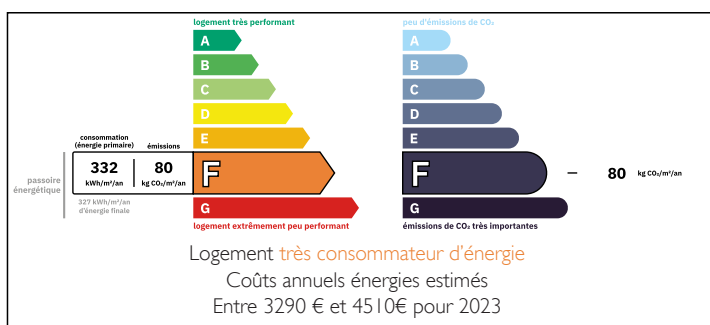 logement très performant
A
B
C
D
E
consommation
(énergie primaire)
émissions
passoire
énergétique
332
kWh/m²/an
80
kg CO₂/m²/an
F
327 kWh/m²/an
d'énergie finale
G
logement extrêmement peu performant
peu d'émissions de CO₂
A
B
C
D
E
F
80 kg CO₂/m²/an
G
émissions de CO₂ très importantes
Logement très consommateur d'énergie
Coûts annuels énergies estimés
Entre 3290 € et 4510€ pour 2023